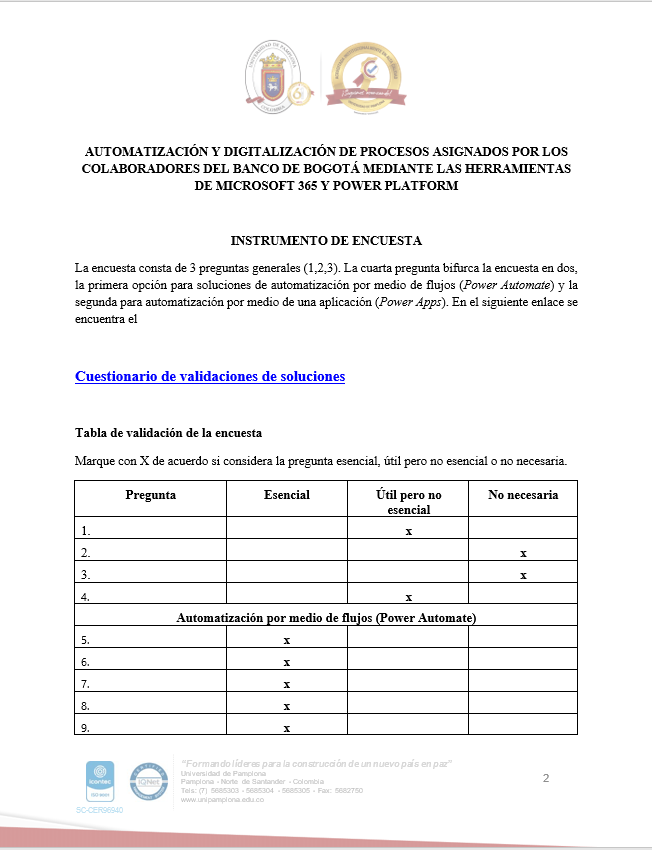 UNIVERSIDAD DE PAMPLONA
COLOMBIA
AUTOMATIZACIÓN Y DIGITALIZACIÓN DE PROCESOS ASIGNADOS POR LOS
COLABORADORES DEL BANCO DE BOGOTÁ MEDIANTE LAS HERRAMIENTAS
DE MICROSOFT 365 Y POWER PLATFORM
INSTRUMENTO DE ENCUESTA
La encuesta consta de 3 preguntas generales (1,2,3). La cuarta pregunta bifurca la encuesta en dos,
la primera opción para soluciones de automatización por medio de flujos (Power Automate) y la
segunda para automatización por medio de una aplicación (Power Apps). En el siguiente enlace se
encuentra el
Cuestionario de validaciones de soluciones
Tabla de validación de la encuesta
Marque con X de acuerdo si considera la pregunta esencial, útil pero no esencial o no necesaria.
Pregunta Esencial Útil pero no esencial No necesaria
1. x
2. x
3. x
4. x
Automatización por medio de flujos (Power Automate)
5. x
6. x
7. x
8. x
9. x
“Formando líderes para la construcción de un nuevo país en paz”
Universidad de Pamplona
Pamplona - Norte de Santander - Colombia
Tels: (7) 5685303 - 5685304 - 5685305 - Fax: 5682750
www.unipamplona.edu.co
2
icontec
ISO 9001
IQNet
SC-CER96940